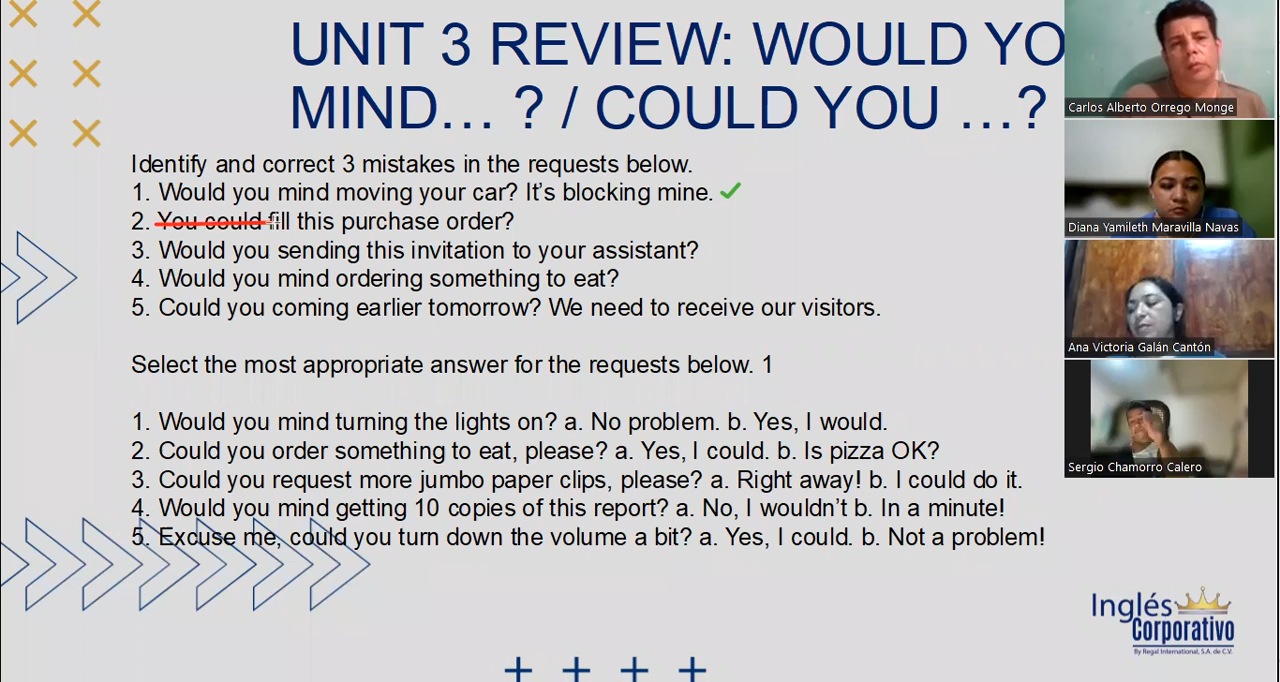 UNIT 3 REVIEW: WOULD YO
MIND… ? / COULD YOU …?
Identify and correct 3 mistakes in the requests below.
1. Would you mind moving your car? It's blocking mine.
2. You could fill this purchase order?
3. Would you sending this invitation to your assistant?
4. Would you mind ordering something to eat?
5. Could you coming earlier tomorrow? We need to receive our visitors.
Select the most appropriate answer for the requests below. 1
1. Would you mind turning the lights on? a. No problem. b. Yes, I would.
2. Could you order something to eat, please? a. Yes, I could. b. Is pizza OK?
3. Could you request more jumbo paper clips, please? a. Right away! b. I could do it.
4. Would you mind getting 10 copies of this report? a. No, I wouldn't b. In a minute!
5. Excuse me, could you turn down the volume a bit? a. Yes, I could. b. Not a problem!
Carlos Alberto Orrego Monge
Diana Yamileth Maravilla Navas
Ana Victoria Galán Cantón
Sergio Chamorro Calero
Inglés
Corporativo
By Regal International, S.A. de C.V.